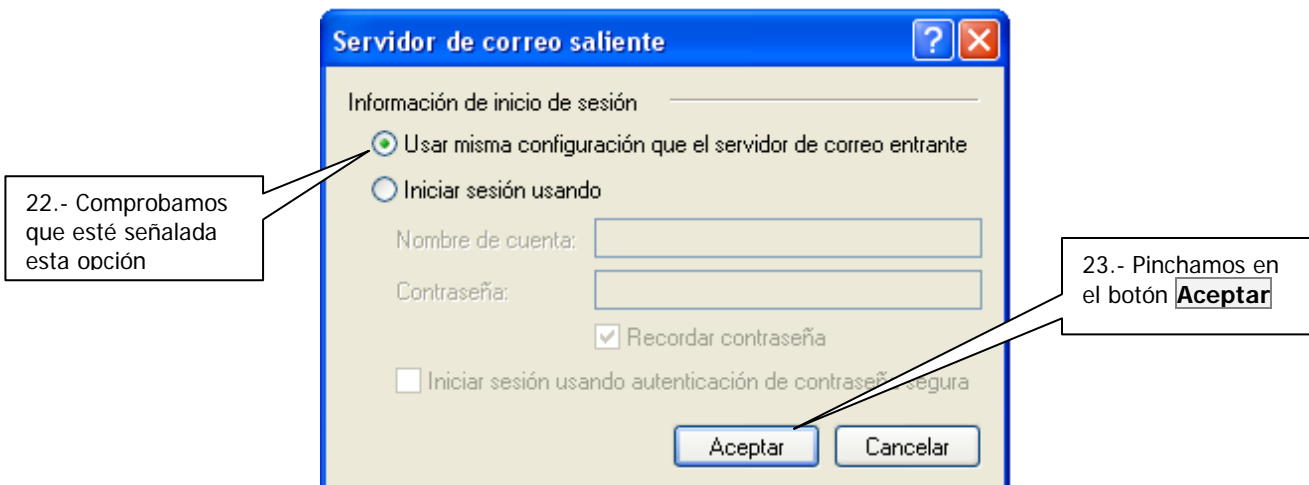 Servidor de correo saliente
Información de inicio de sesión
Usar misma configuración que el servidor de correo entrante
Iniciar sesión usando
22.- Comprobamos
que esté señalada
esta opción
Nombre de cuenta:
Contraseña:
23.- Pinchamos en
el botón Aceptar
Recordar contraseña
Iniciar sesión usando autenticación de contraseña segura
Aceptar
Cancelar